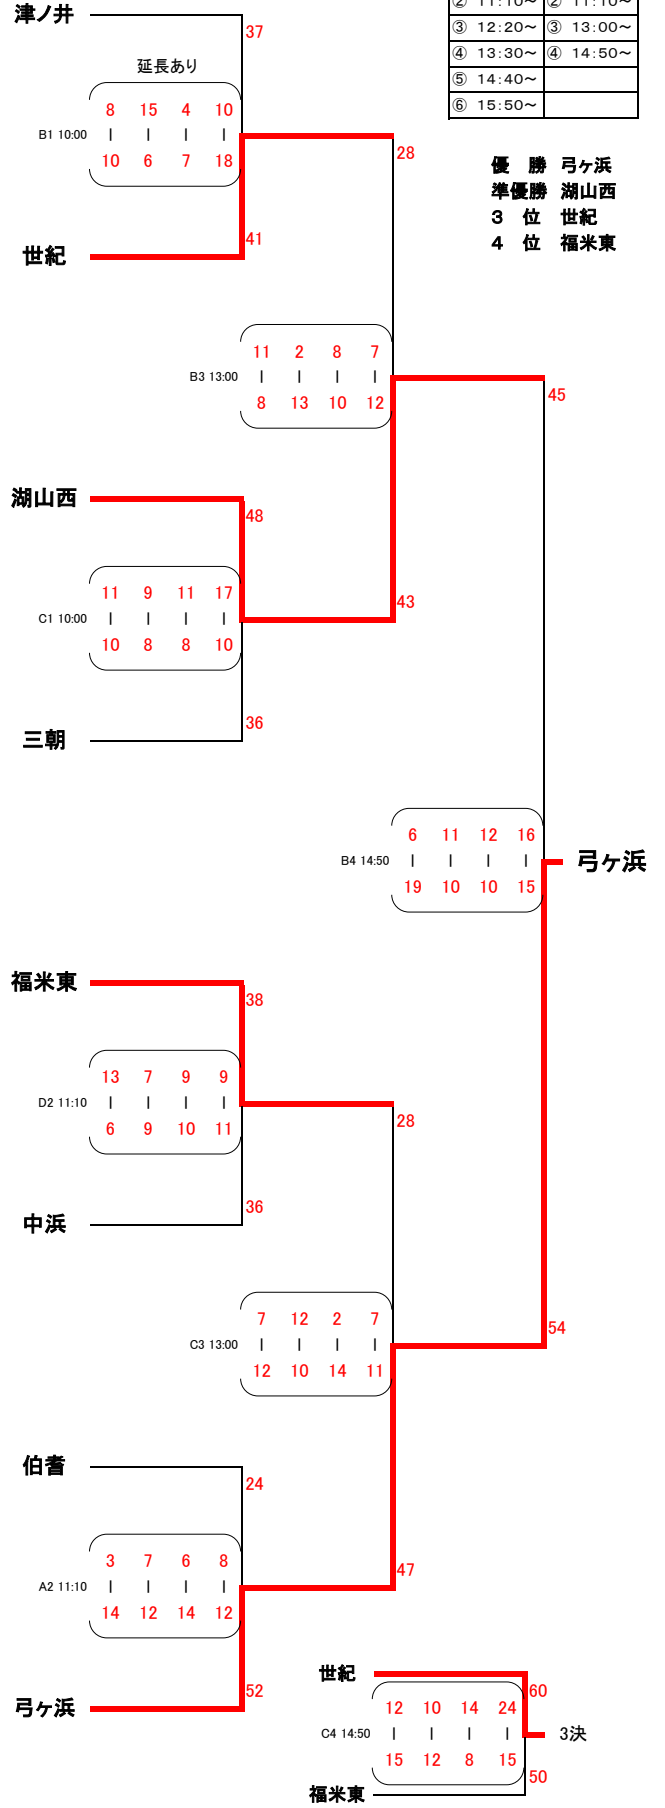 津ノ井
37
② 11:10~ ② 11:10~
③ 12:20~ ③ 13:00~
④ 13:30~ ④ 14:50~
⑤ 14:40~
⑥ 15:50~
延長あり
8 15 4 10
B1 10:00 | | | |
10 6 7 18
28
優 勝 弓ヶ浜
準優勝 湖山西
3 位 世紀
4 位 福米東
41
世紀
11 2 8 7
B3 13:00 | | | |
8 13 10 12
45
湖山西
48
11 9 11 17
C1 10:00 | | | |
10 8 8 10
43
36
三朝
6 11 12 16
B4 14:50 | | | |
19 10 10 15
弓ヶ浜
福米東
38
13 7 9 9
D2 11:10 | | | |
6 9 10 11
28
36
中浜
7 12 2 7
C3 13:00 | | | |
12 10 14 11
54
伯耆
24
3 7 6 8
A2 11:10 | | | |
14 12 14 12
47
52
弓ヶ浜
世紀
60
12 10 14 24
C4 14:50 | | | |
15 12 8 15
3決
50
福米東